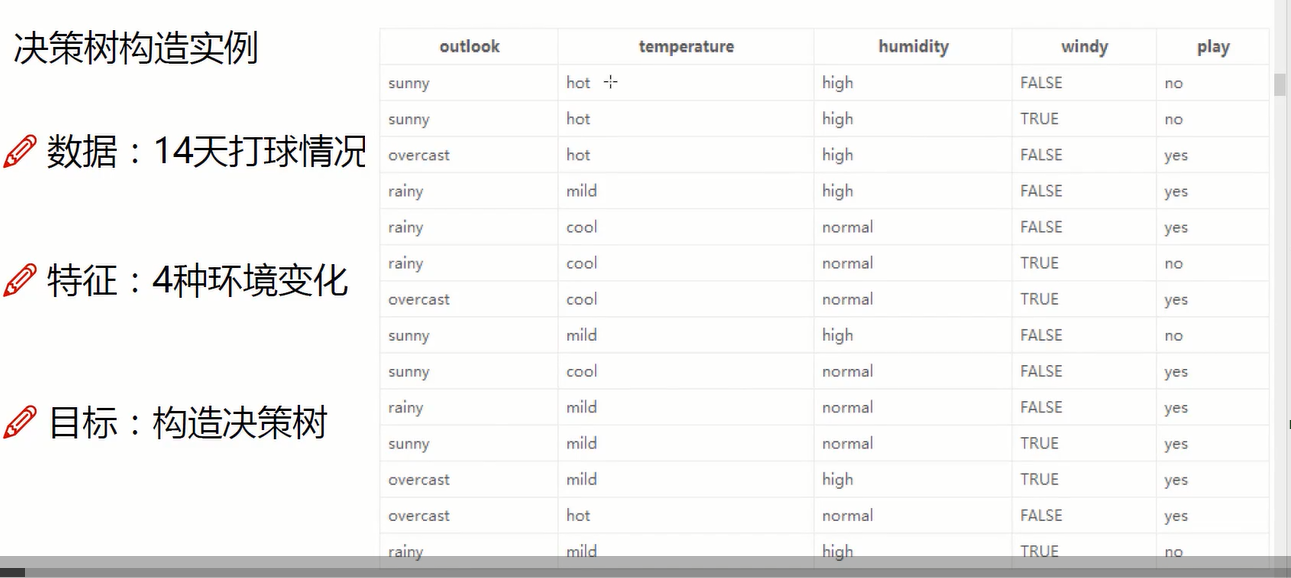 决策树构造实例
数据：14天打球情况
特征：4种环境变化
目标：构造决策树
outlook temperature humidity windy play
sunny hot high FALSE no
sunny hot high TRUE no
overcast hot high FALSE yes
rainy mild high FALSE yes
rainy cool normal FALSE yes
rainy cool normal TRUE no
overcast cool normal TRUE yes
sunny mild high FALSE no
sunny cool normal FALSE yes
rainy mild normal FALSE yes
sunny mild normal TRUE yes
overcast mild high TRUE yes
overcast hot normal FALSE yes
rainy mild high TRUE no